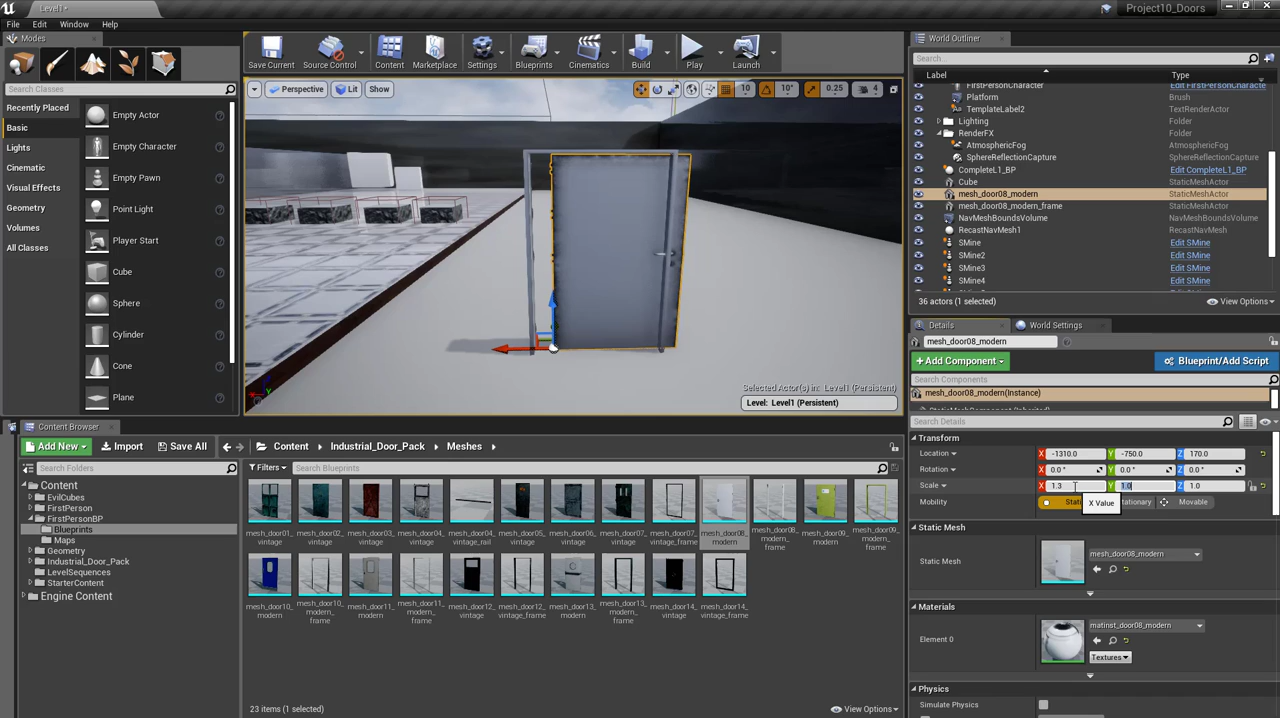 Level1*
Project10_Doors
File Edit Window Help
Modes
Search Classes
Recently Placed
Basic
Lights
Cinematic
Visual Effects
Geometry
Volumes
All Classes
Empty Actor
Empty Character
Empty Pawn
Point Light
Player Start
Cube
Sphere
Cylinder
Cone
Plane
Save Current Source Control Content Marketplace Settings Blueprints Cinematics Build Play Launch
Perspective Lit Show 10 10° 0.25 4
Selected Actor(s) in: Level1 (Persistent)
Level: Level1 (Persistent)
World Outliner
Search...
Label Type
FirstPersonCharacter Edit FirstPersonCharacte
Platform Brush
TemplateLabel2 TextRenderActor
Lighting Folder
RenderFX Folder
AtmosphericFog AtmosphericFog
SphereReflectionCapture SphereReflectionCapture
CompleteL1_BP Edit CompleteL1_BP
Cube StaticMeshActor
mesh_door08_modern StaticMeshActor
mesh_door08_modern_frame StaticMeshActor
NavMeshBoundsVolume NavMeshBoundsVolume
RecastNavMesh1 RecastNavMesh
SMine Edit SMine
SMine2 Edit SMine
SMine3 Edit SMine
SMine4 Edit SMine
36 actors (1 selected) View Options
Details World Settings
mesh_door08_modern
Add Component Blueprint/Add Script
Search Components
mesh_door08_modern(Instance)
Search Details
Transform
Location X -1310.0 Y -750.0 Z 170.0
Rotation X 0.0 ° Y 0.0 ° Z 0.0 °
Scale X 1.3 Y 1.0 Z 1.0
Mobility Movable
X Value
Static Mesh
Static Mesh mesh_door08_modern
Materials
Element 0 matinst_door08_modern
Textures
Physics
Simulate Physics
Content Browser
Add New Import Save All Content Industrial_Door_Pack Meshes
Search Folders
Filters Search Blueprints
Content
EvilCubes
FirstPerson
FirstPersonBP
Blueprints
Maps
Geometry
Industrial_Door_Pack
LevelSequences
StarterContent
Engine Content
mesh_door01_vintage
mesh_door02_vintage
mesh_door03_vintage
mesh_door04_vintage
mesh_door04_vintage_rail
mesh_door05_vintage
mesh_door06_vintage
mesh_door07_vintage
mesh_door07_vintage_frame
mesh_door08_modern
mesh_door08_modern_frame
mesh_door09_modern
mesh_door09_modern_frame
mesh_door10_modern
mesh_door10_modern_frame
mesh_door11_modern
mesh_door11_modern_frame
mesh_door12_vintage
mesh_door12_vintage_frame
mesh_door13_modern
mesh_door13_modern_frame
mesh_door14_vintage
mesh_door14_vintage_frame
23 items (1 selected) View Options